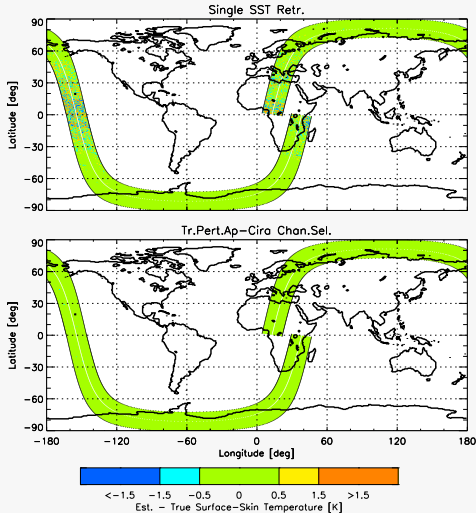 Single SST Retr.
90
60
30
0
-30
-60
-90
Latitude [deg]
Tr.Pert.Ap-Cira Chan.Sel.
90
60
30
0
-30
-60
-90
Latitude [deg]
-180 -120 -60 0 60 120 180
Longitude [deg]
<-1.5 -1.5 -0.5 0 0.5 1.5 >1.5
Est. - True Surface-Skin Temperature [K]